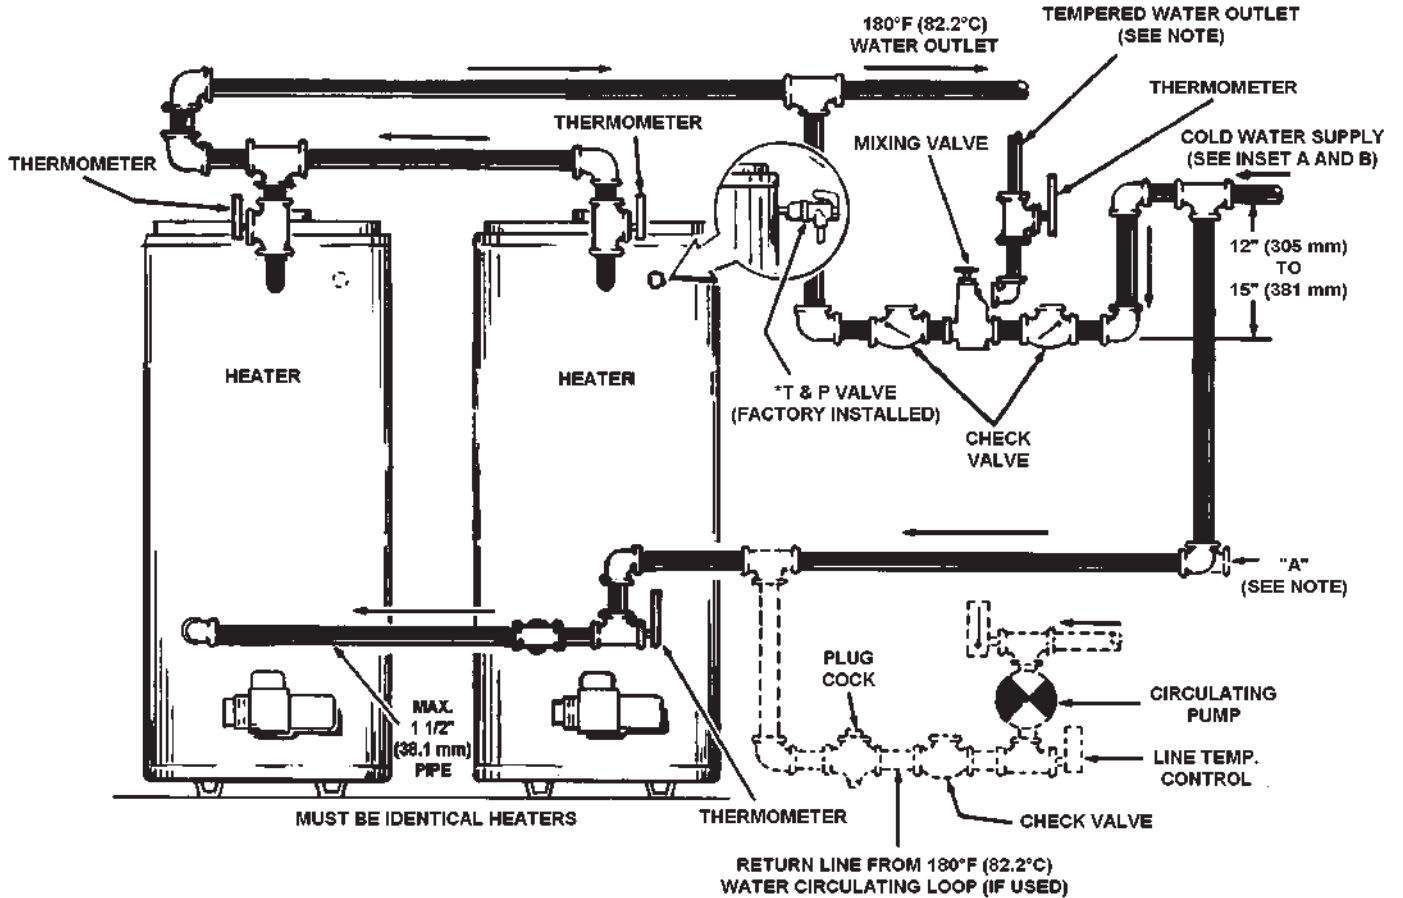 TEMPERED WATER OUTLET
(SEE NOTE)
180°F (82.2°C)
WATER OUTLET
THERMOMETER
THERMOMETER
MIXING VALVE
COLD WATER SUPPLY
(SEE INSET A AND B)
THERMOMETER
12" (305 mm)
TO
15" (381 mm)
HEATER
HEATER
*T & P VALVE
(FACTORY INSTALLED)
CHECK
VALVE
"A"
(SEE NOTE)
PLUG
COCK
CIRCULATING
PUMP
MAX.
1 1/2"
(38.1 mm)
PIPE
LINE TEMP.
CONTROL
MUST BE IDENTICAL HEATERS
THERMOMETER
CHECK VALVE
RETURN LINE FROM 180°F (82.2°C)
WATER CIRCULATING LOOP (IF USED)